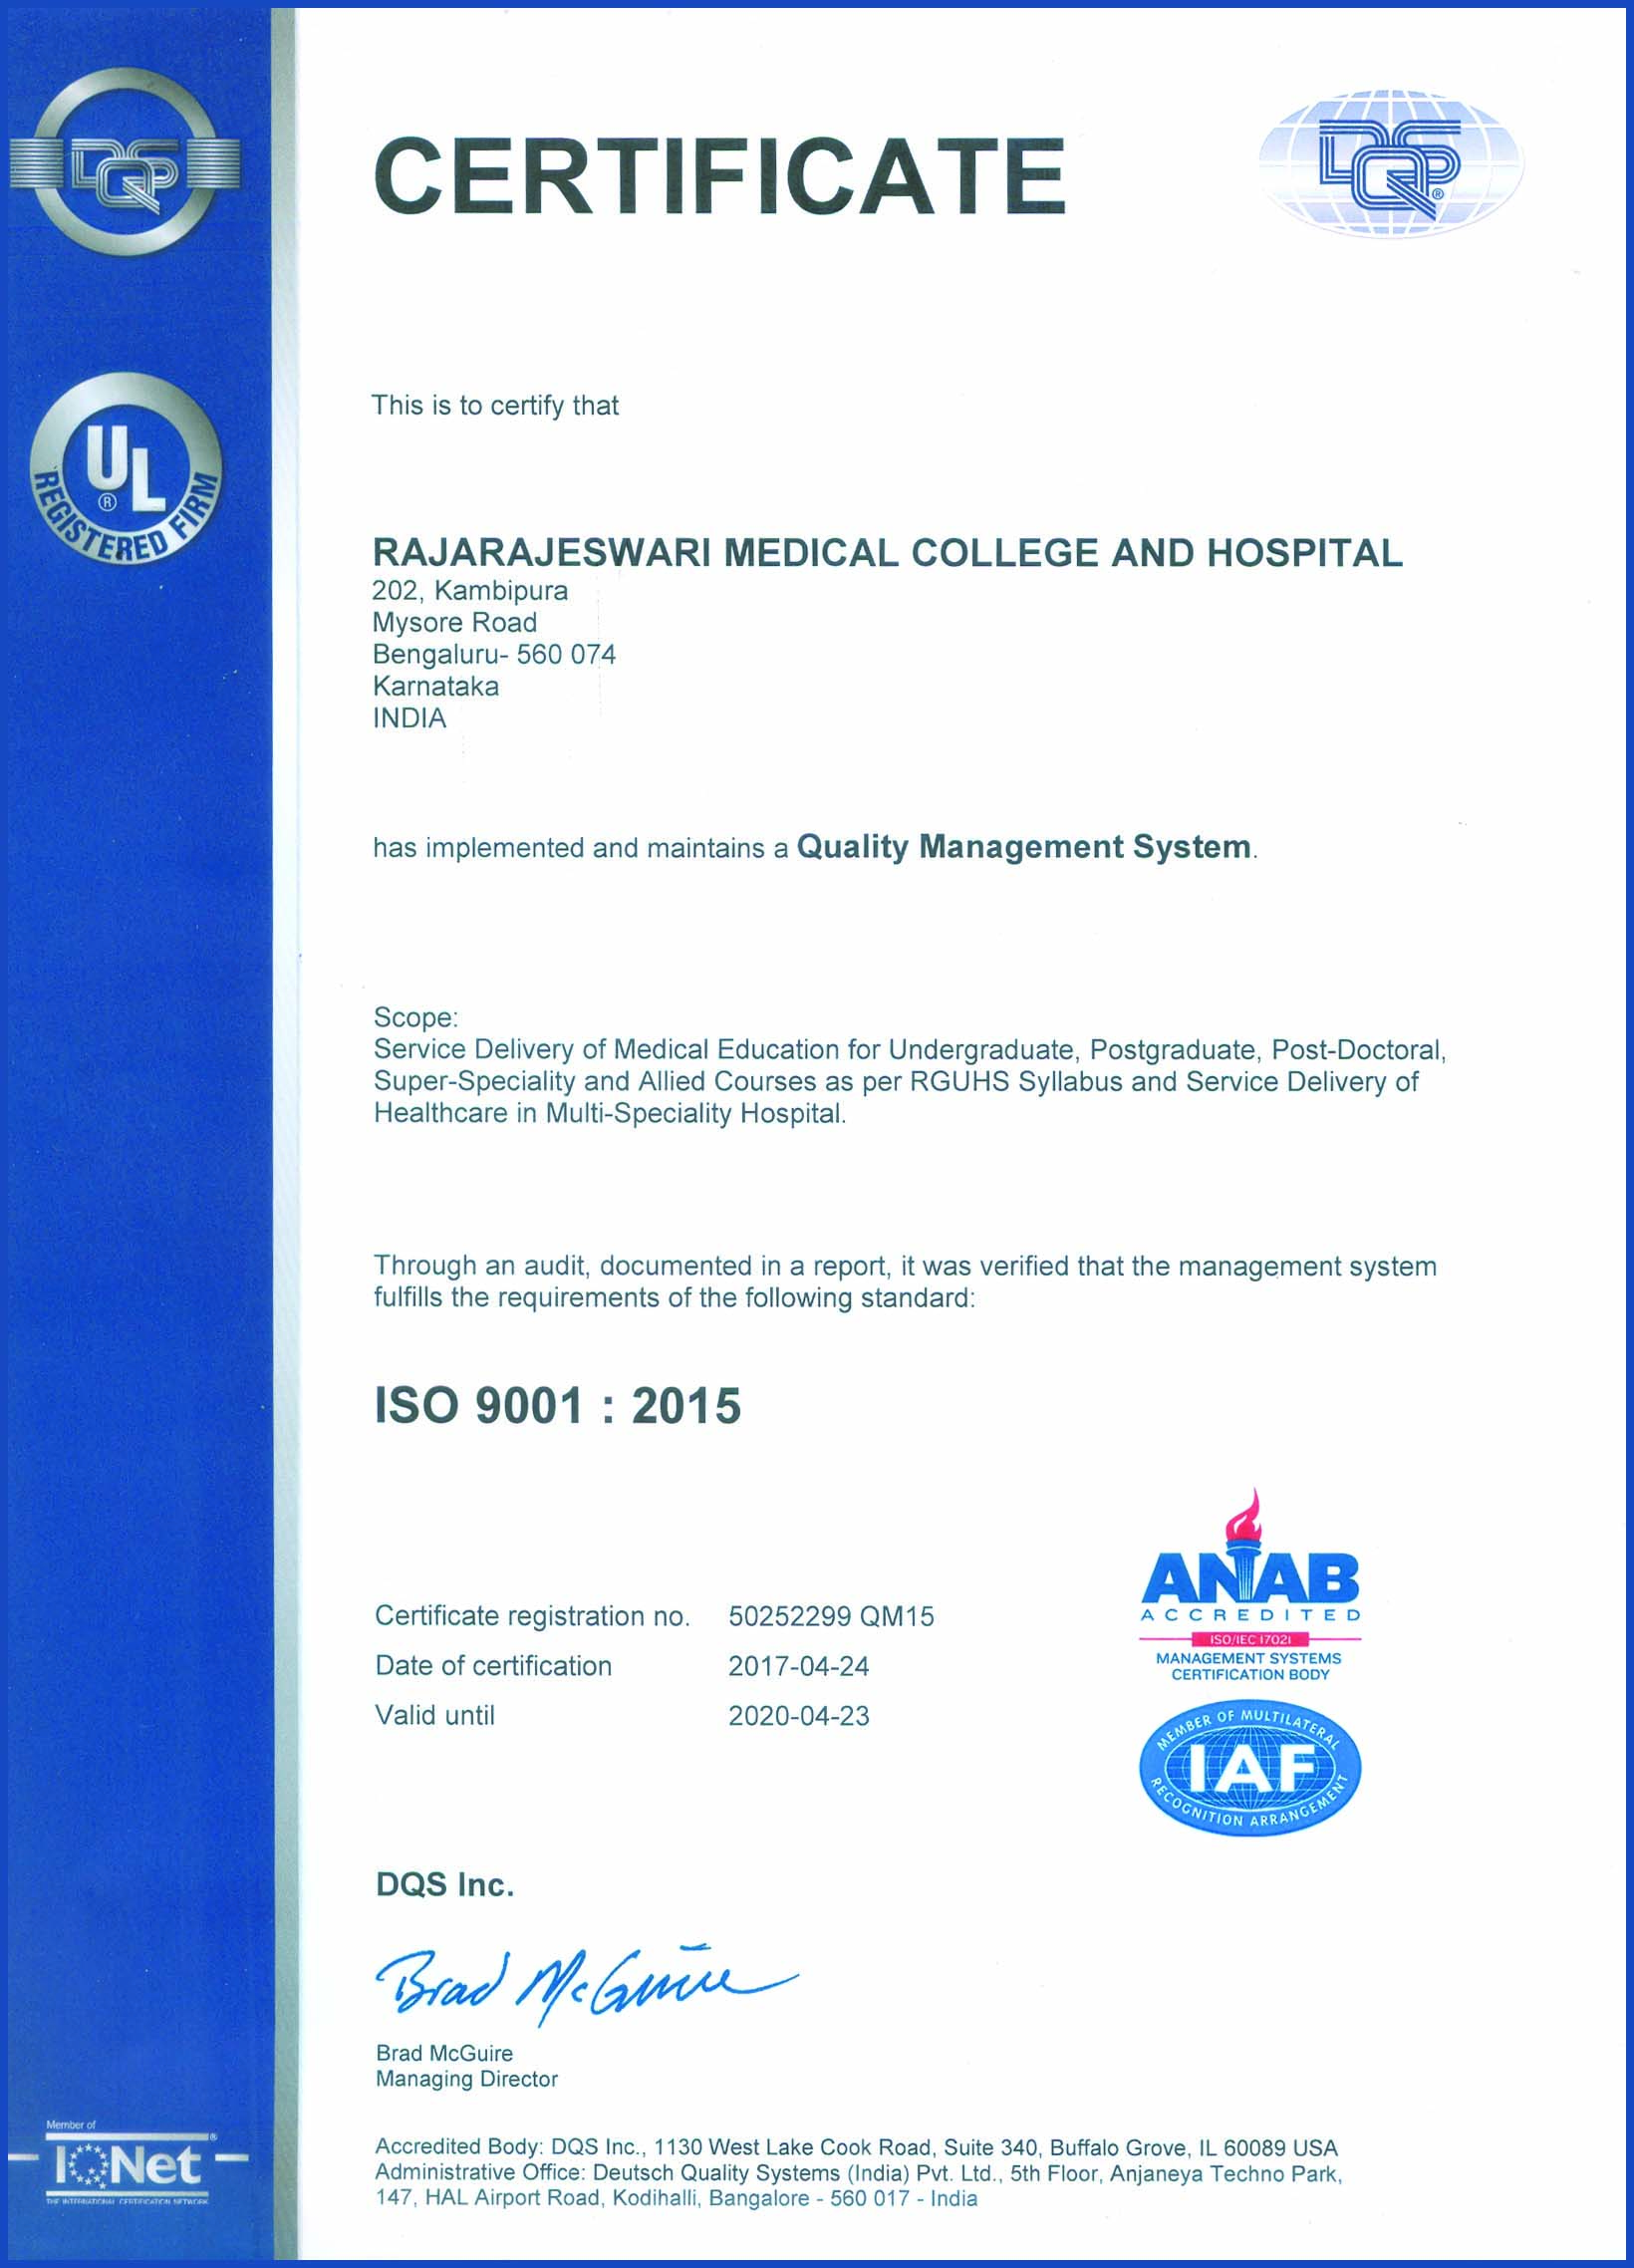 CERTIFICATE
DQS
DQS ®
UL ®
REGISTERED FIRM
This is to certify that
RAJARAJESWARI MEDICAL COLLEGE AND HOSPITAL
202, Kambipura
Mysore Road
Bengaluru- 560 074
Karnataka
INDIA
has implemented and maintains a Quality Management System.
Scope:
Service Delivery of Medical Education for Undergraduate, Postgraduate, Post-Doctoral,
Super-Speciality and Allied Courses as per RGUHS Syllabus and Service Delivery of
Healthcare in Multi-Speciality Hospital.
Through an audit, documented in a report, it was verified that the management system
fulfills the requirements of the following standard:
ISO 9001 : 2015
Certificate registration no. 50252299 QM15
Date of certification 2017-04-24
Valid until 2020-04-23
ANAB
ACCREDITED
ISO/IEC 17021
MANAGEMENT SYSTEMS
CERTIFICATION BODY
MEMBER OF MULTILATERAL
IAF
RECOGNITION ARRANGEMENT
DQS Inc.
Brad McGuire
Brad McGuire
Managing Director
Member of
IQNet ®
THE INTERNATIONAL CERTIFICATION NETWORK
Accredited Body: DQS Inc., 1130 West Lake Cook Road, Suite 340, Buffalo Grove, IL 60089 USA
Administrative Office: Deutsch Quality Systems (India) Pvt. Ltd., 5th Floor, Anjaneya Techno Park,
147, HAL Airport Road, Kodihalli, Bangalore - 560 017 - India